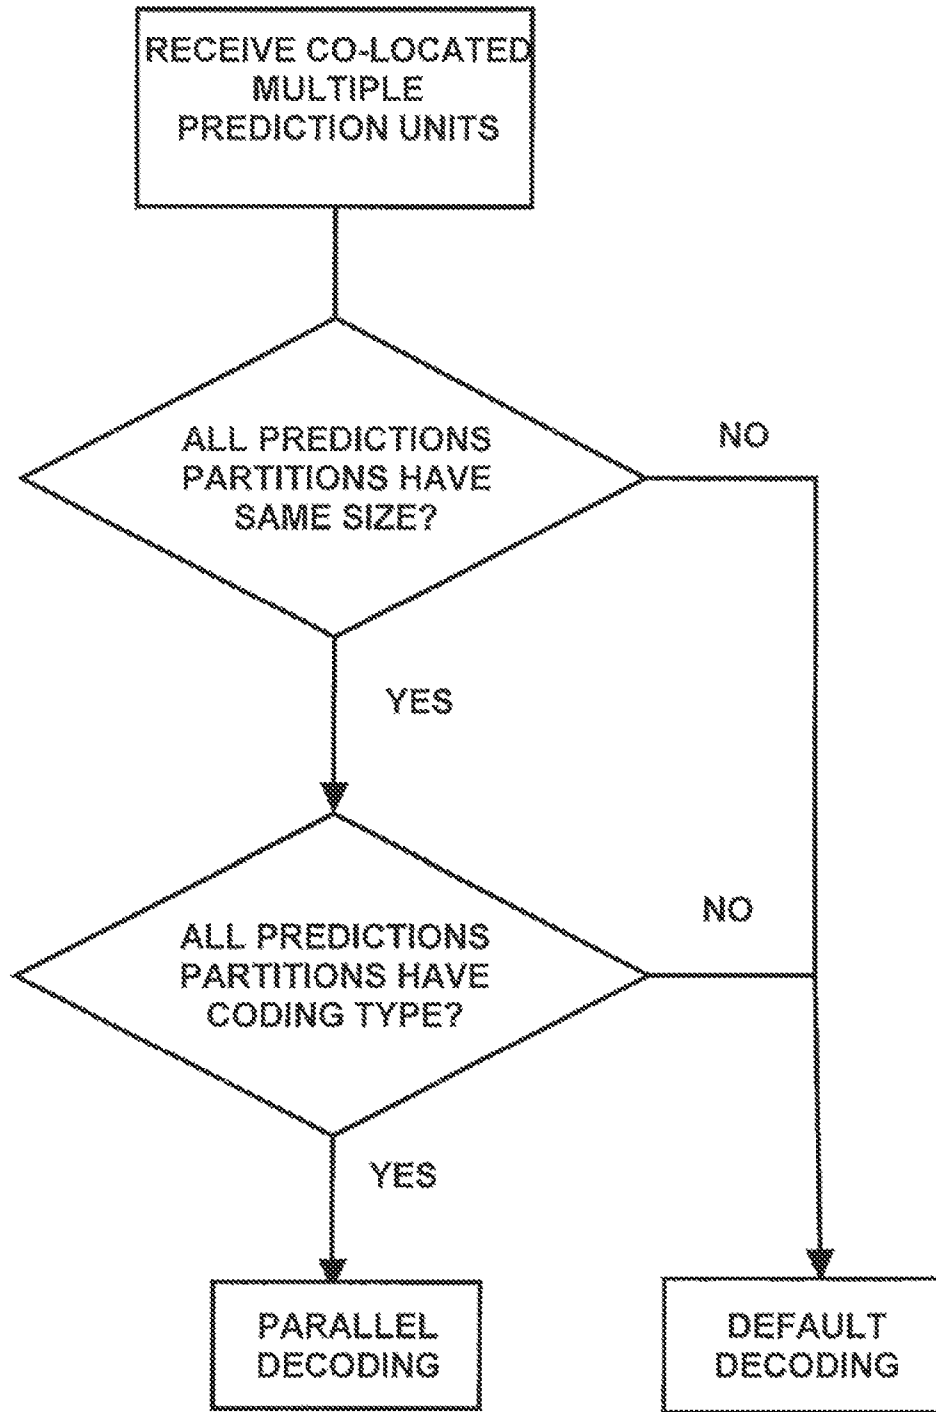 RECEIVE CO-LOCATED
MULTIPLE
PREDICTION UNITS
ALL PREDICTIONS
PARTITIONS HAVE
SAME SIZE?
NO
YES
ALL PREDICTIONS
PARTITIONS HAVE
CODING TYPE?
NO
YES
PARALLEL
DECODING
DEFAULT
DECODING